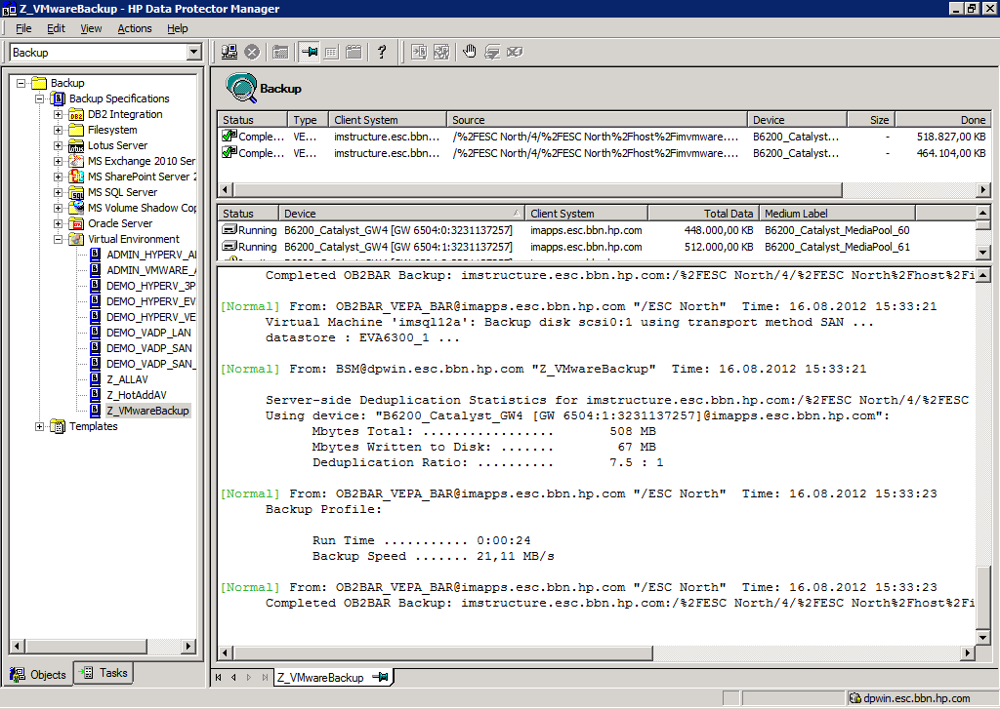 Z_VMwareBackup - HP Data Protector Manager
File Edit View Actions Help
Backup
Backup
Backup Specifications
DB2 Integration
Filesystem
Lotus Server
MS Exchange 2010 Ser
MS SharePoint Server 2
MS SQL Server
MS Volume Shadow Cop
Oracle Server
Virtual Environment
ADMIN_HYPERV_AL
ADMIN_VMWARE_A
DEMO_HYPERV_3P
DEMO_HYPERV_EV
DEMO_HYPERV_VE
DEMO_VADP_LAN
DEMO_VADP_SAN
DEMO_VADP_SAN_
Z_ALLAV
Z_HotAddAV
Z_VMwareBackup
Templates
Objects Tasks
Backup
Status Type Client System Source Device Size Done
Comple... VE... imstructure.esc.bbn... /%2FESC North/4/%2FESC North%2Fhost%2Fimvmware.... B6200_Catalyst... - 518.827,00 KB
Comple... VE... imstructure.esc.bbn... /%2FESC North/4/%2FESC North%2Fhost%2Fimvmware.... B6200_Catalyst... - 464.104,00 KB
Status Device Client System Total Data Medium Label
Running B6200_Catalyst_GW4 [GW 6504:0:3231137257] imapps.esc.bbn.hp.com 448.000,00 KB B6200_Catalyst_MediaPool_60
Running B6200_Catalyst_GW4 [GW 6504:1:3231137257] imapps.esc.bbn.hp.com 512.000,00 KB B6200_Catalyst_MediaPool_61
Completed OB2BAR Backup: imstructure.esc.bbn.hp.com:/%2FESC North/4/%2FESC North%2Fhost%2Fi
[Normal] From: OB2BAR_VEPA_BAR@imapps.esc.bbn.hp.com "/ESC North" Time: 16.08.2012 15:33:21
Virtual Machine 'imsql12a': Backup disk scsi0:1 using transport method SAN ...
datastore : EVA6300_1 ...
[Normal] From: BSM@dpwin.esc.bbn.hp.com "Z_VMwareBackup" Time: 16.08.2012 15:33:21
Server-side Deduplication Statistics for imstructure.esc.bbn.hp.com:/%2FESC North/4/%2FESC
Using device: "B6200_Catalyst_GW4 [GW 6504:1:3231137257]@imapps.esc.bbn.hp.com":
Mbytes Total: ................. 508 MB
Mbytes Written to Disk: ....... 67 MB
Deduplication Ratio: .......... 7.5 : 1
[Normal] From: OB2BAR_VEPA_BAR@imapps.esc.bbn.hp.com "/ESC North" Time: 16.08.2012 15:33:23
Backup Profile:
Run Time ........... 0:00:24
Backup Speed ....... 21,11 MB/s
[Normal] From: OB2BAR_VEPA_BAR@imapps.esc.bbn.hp.com "/ESC North" Time: 16.08.2012 15:33:23
Completed OB2BAR Backup: imstructure.esc.bbn.hp.com:/%2FESC North/4/%2FESC North%2Fhost%2Fi
Z_VMwareBackup
dpwin.esc.bbn.hp.com